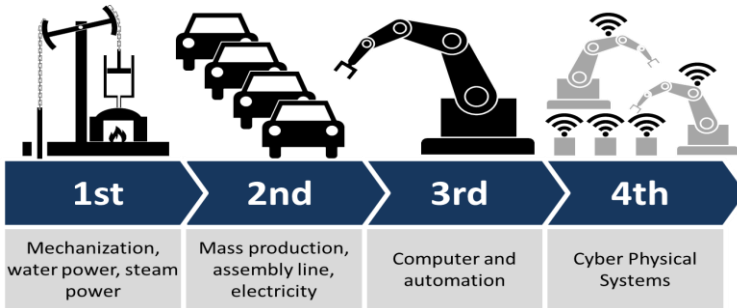 1st
2nd
3rd
4th
Mechanization,
water power, steam
power
Mass production,
assembly line,
electricity
Computer and
automation
Cyber Physical
Systems